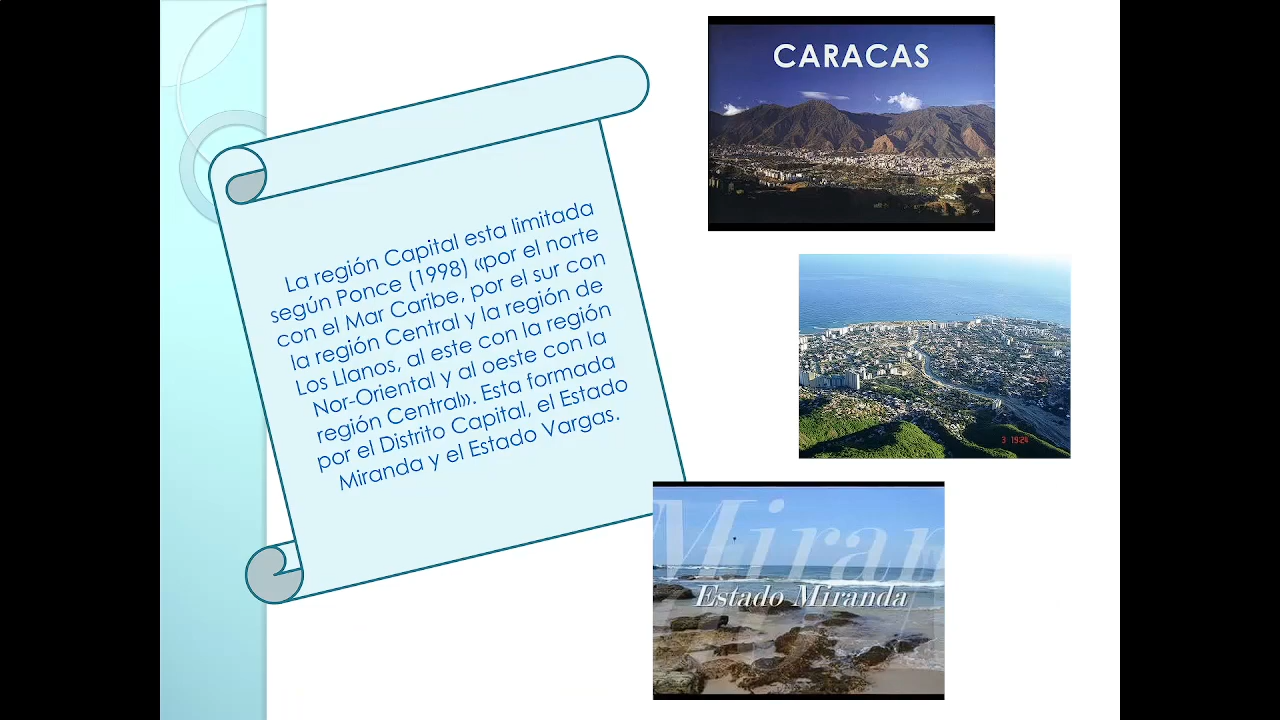 La región Capital esta limitada
según Ponce (1998) «por el norte
con el Mar Caribe, por el sur con
la región Central y la región de
Los Llanos, al este con la región
Nor-Oriental y al oeste con la
región Central». Esta formada
por el Distrito Capital, el Estado
Miranda y el Estado Vargas.
CARACAS
Miran
Estado Miranda